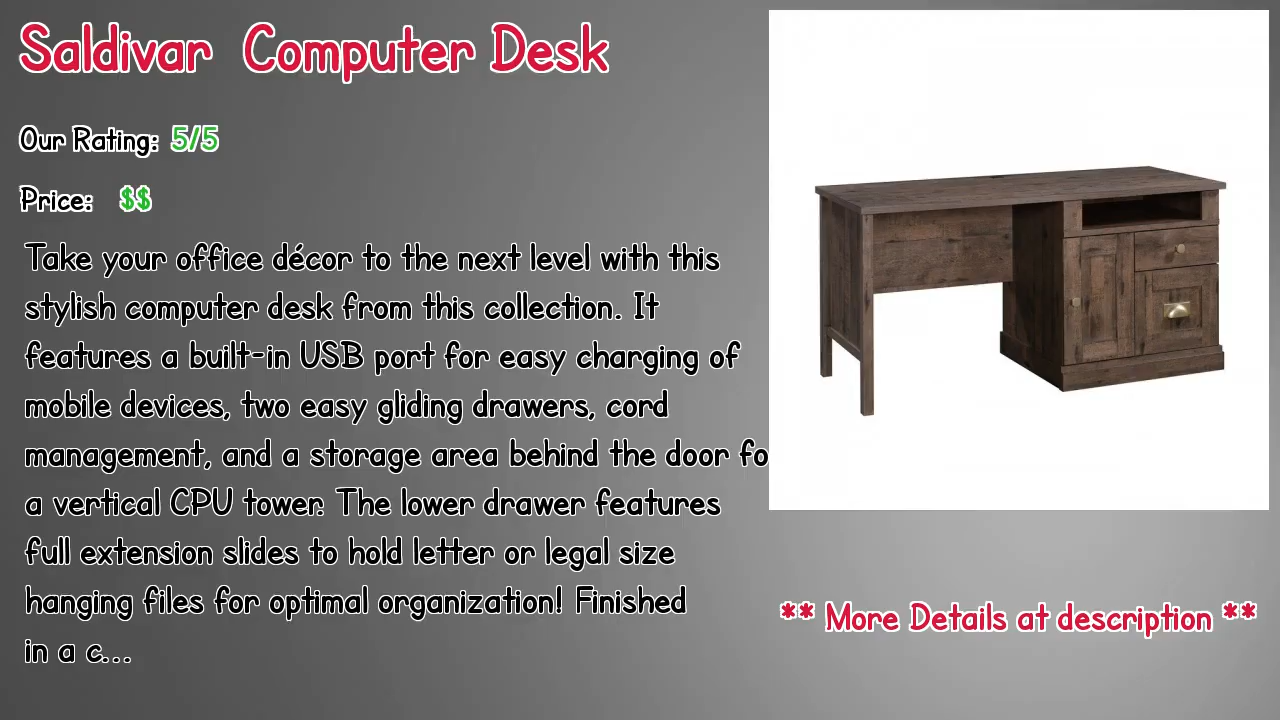 Saldivar Computer Desk
Our Rating: 5/5
Price: $$
Take your office décor to the next level with this
stylish computer desk from this collection. It
features a built-in USB port for easy charging of
mobile devices, two easy gliding drawers, cord
management, and a storage area behind the door fo
a vertical CPU tower. The lower drawer features
full extension slides to hold letter or legal size
hanging files for optimal organization! Finished
in a c...
** More Details at description **